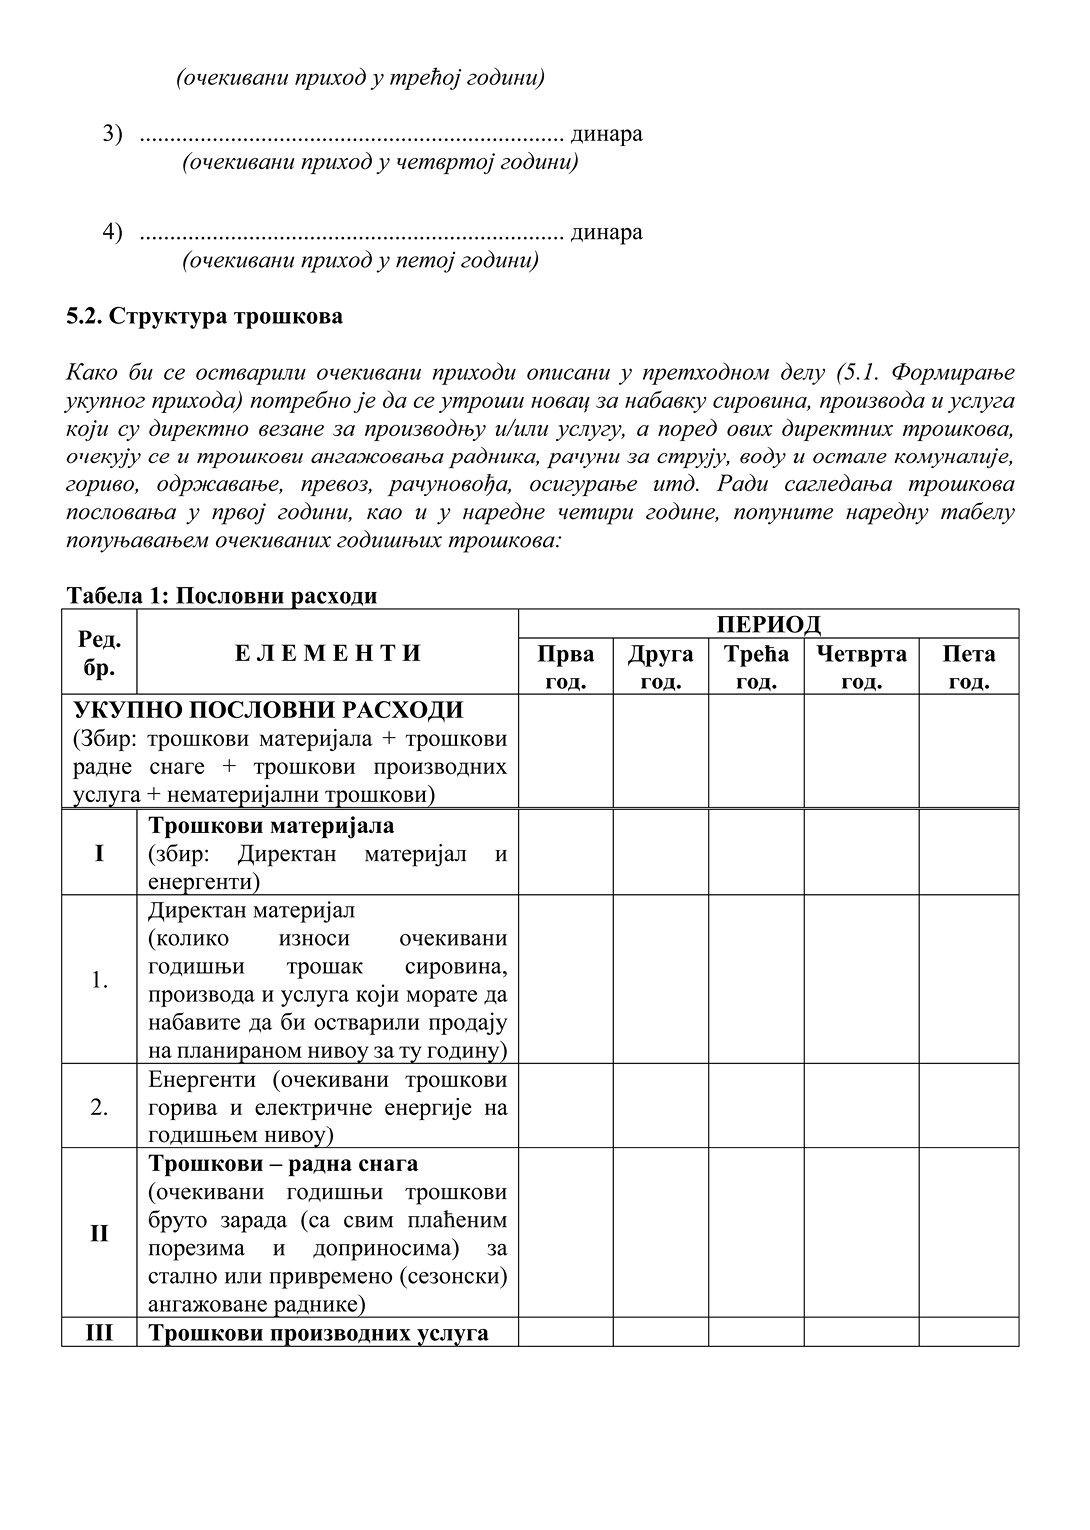 (очекивани приход у трећој години)
3) ....................................................................... динара
(очекивани приход у четвртој години)
4) ....................................................................... динара
(очекивани приход у петој години)
5.2. Структура трошкова
Како би се остварили очекивани приходи описани у претходном делу (5.1. Формирање
укупног прихода) потребно је да се утроши новац за набавку сировина, производа и услуга
који су директно везане за производњу и/или услугу, а поред ових директних трошкова,
очекују се и трошкови ангажовања радника, рачуни за струју, воду и остале комуналије,
гориво, одржавање, превоз, рачуновођа, осигурање итд. Ради сагледања трошкова
пословања у првој години, као и у наредне четири године, попуните наредну табелу
попуњавањем очекиваних годишњих трошкова:
Табела 1: Пословни расходи
Ред.
бр.
Е Л Е М Е Н Т И
ПЕРИОД
Прва
год.
Друга
год.
Трећа
год.
Четврта
год.
Пета
год.
УКУПНО ПОСЛОВНИ РАСХОДИ
(Збир: трошкови материјала + трошкови
радне снаге + трошкови производних
услуга + нематеријални трошкови)
I
Трошкови материјала
(збир: Директан материјал и
енергенти)
1.
Директан материјал
(колико износи очекивани
годишњи трошак сировина,
производа и услуга који морате да
набавите да би остварили продају
на планираном нивоу за ту годину)
2.
Енергенти (очекивани трошкови
горива и електричне енергије на
годишњем нивоу)
II
Трошкови – радна снага
(очекивани годишњи трошкови
бруто зарада (са свим плаћеним
порезима и доприносима) за
стално или привремено (сезонски)
ангажоване раднике)
III
Трошкови производних услуга